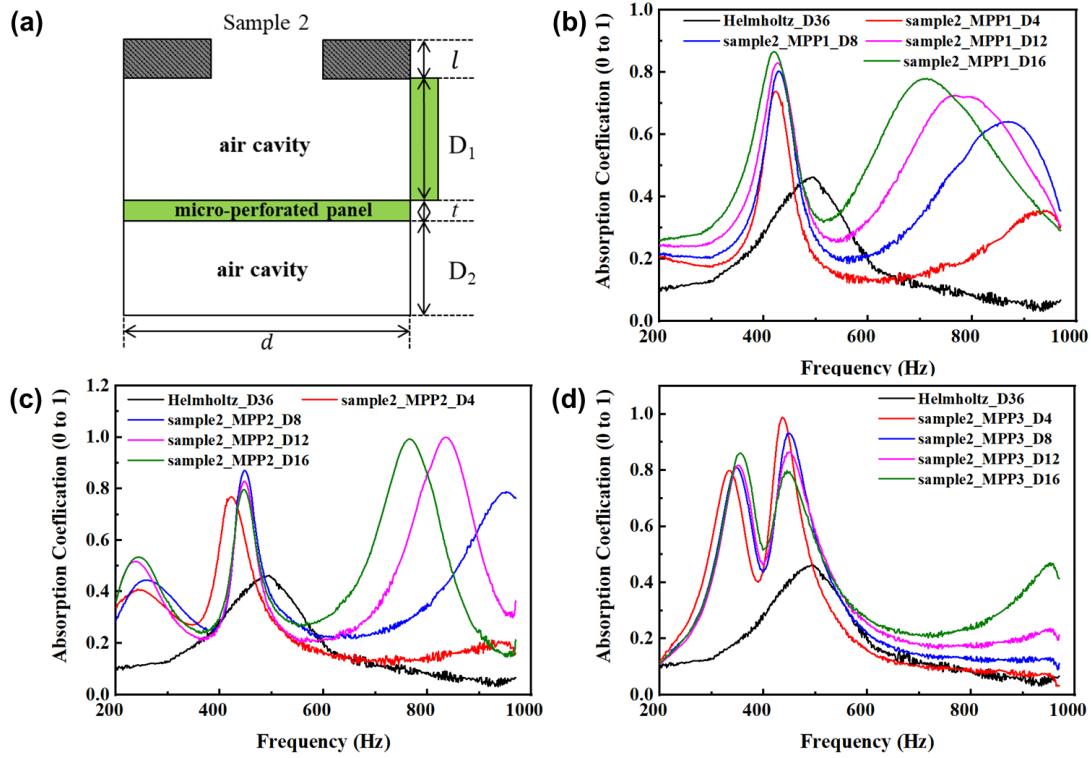 (a)
Sample 2
l
air cavity
D1
micro-perforated panel
t
air cavity
D2
d
(b)
Absorption Coeflication (0 to 1)
1.0
0.8
0.6
0.4
0.2
0.0
Helmholtz_D36
sample2_MPP1_D4
sample2_MPP1_D8
sample2_MPP1_D12
sample2_MPP1_D16
200
400
600
800
1000
Frequency (Hz)
(c)
Absorption Coeflication (0 to 1)
1.2
1.0
0.8
0.6
0.4
0.2
0.0
Helmholtz_D36
sample2_MPP2_D4
sample2_MPP2_D8
sample2_MPP2_D12
sample2_MPP2_D16
200
400
600
800
1000
Frequency (Hz)
(d)
Absorption Coeflication (0 to 1)
1.0
0.8
0.6
0.4
0.2
0.0
Helmholtz_D36
sample2_MPP3_D4
sample2_MPP3_D8
sample2_MPP3_D12
sample2_MPP3_D16
200
400
600
800
1000
Frequency (Hz)